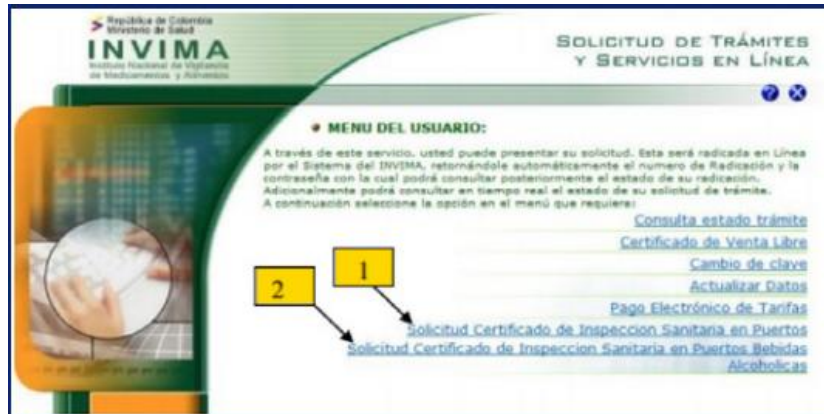 República de Colombia
Ministerio de Salud
INVIMA
Instituto Nacional de Vigilancia
de Medicamentos y Alimentos
SOLICITUD DE TRÁMITES
Y SERVICIOS EN LÍNEA
MENU DEL USUARIO:
A través de este servicio, usted puede presentar su solicitud. Esta será radicada en Línea
por el Sistema del INVIMA, retornándole automáticamente el numero de Radicación y la
contraseña con la cual podrá consultar posteriormente el estado de su radicación.
Adicionalmente podrá consultar en tiempo real el estado de su solicitud de trámite.
A continuación seleccione la opción en el menú que requiera:
Consulta estado trámite
Certificado de Venta Libre
Cambio de clave
Actualizar Datos
Pago Electrónico de Tarifas
1
Solicitud Certificado de Inspeccion Sanitaria en Puertos
2
Solicitud Certificado de Inspeccion Sanitaria en Puertos Bebidas
Alcoholicas